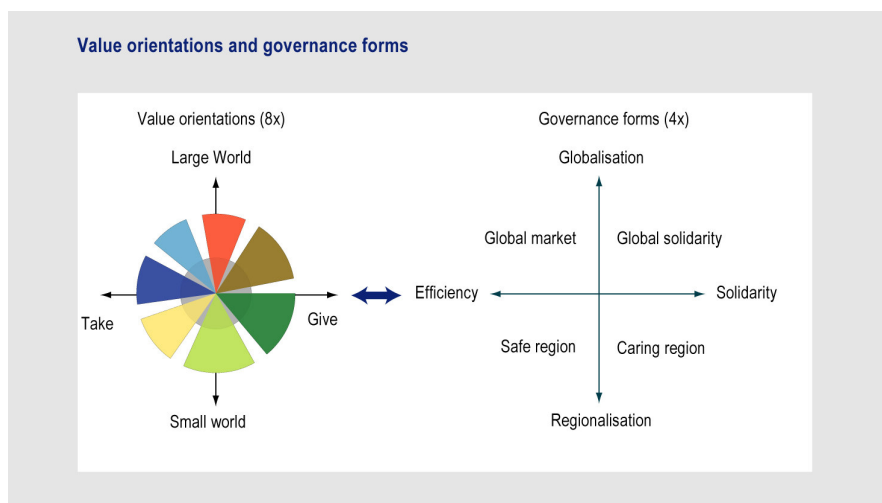 Value orientations and governance forms
Value orientations (8x)
Large World
Take
Give
Small world
Governance forms (4x)
Globalisation
Global market
Global solidarity
Efficiency
Solidarity
Safe region
Caring region
Regionalisation